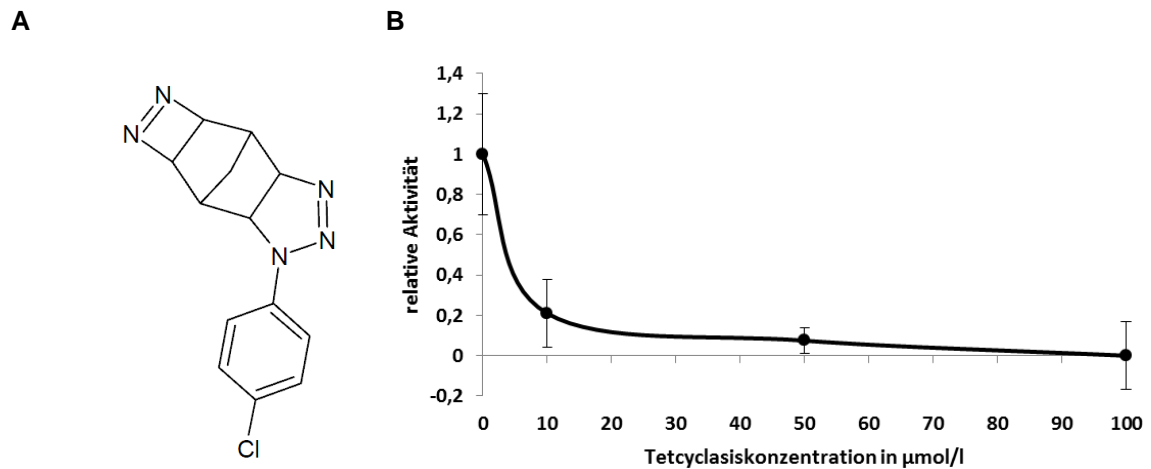 A
B
N
N
N
N
N
Cl
relative Aktivität
1,4
1,2
1
0,8
0,6
0,4
0,2
0
-0,2
0 10 20 30 40 50 60 70 80 90 100
Tetcyclasiskonzentration in µmol/l